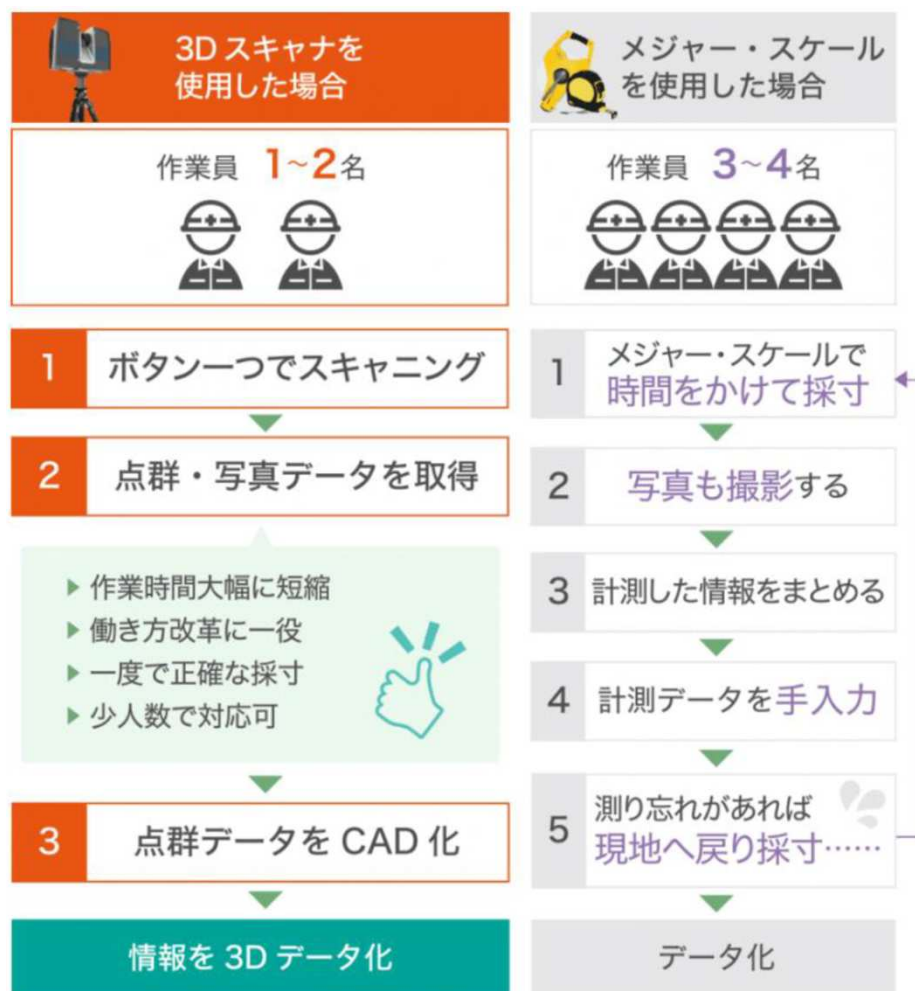 3D スキャナを
使用した場合
作業員 1～2名
1 ボタン一つでスキャニング
2 点群・写真データを取得
▶ 作業時間大幅に短縮
▶ 働き方改革に一役
▶ 一度で正確な採寸
▶ 少人数で対応可
3 点群データを CAD 化
情報を 3D データ化
メジャー・スケール
を使用した場合
作業員 3～4名
1 メジャー・スケールで
時間をかけて採寸
2 写真も撮影する
3 計測した情報をまとめる
4 計測データを手入力
5 測り忘れがあれば
現地へ戻り採寸……
データ化